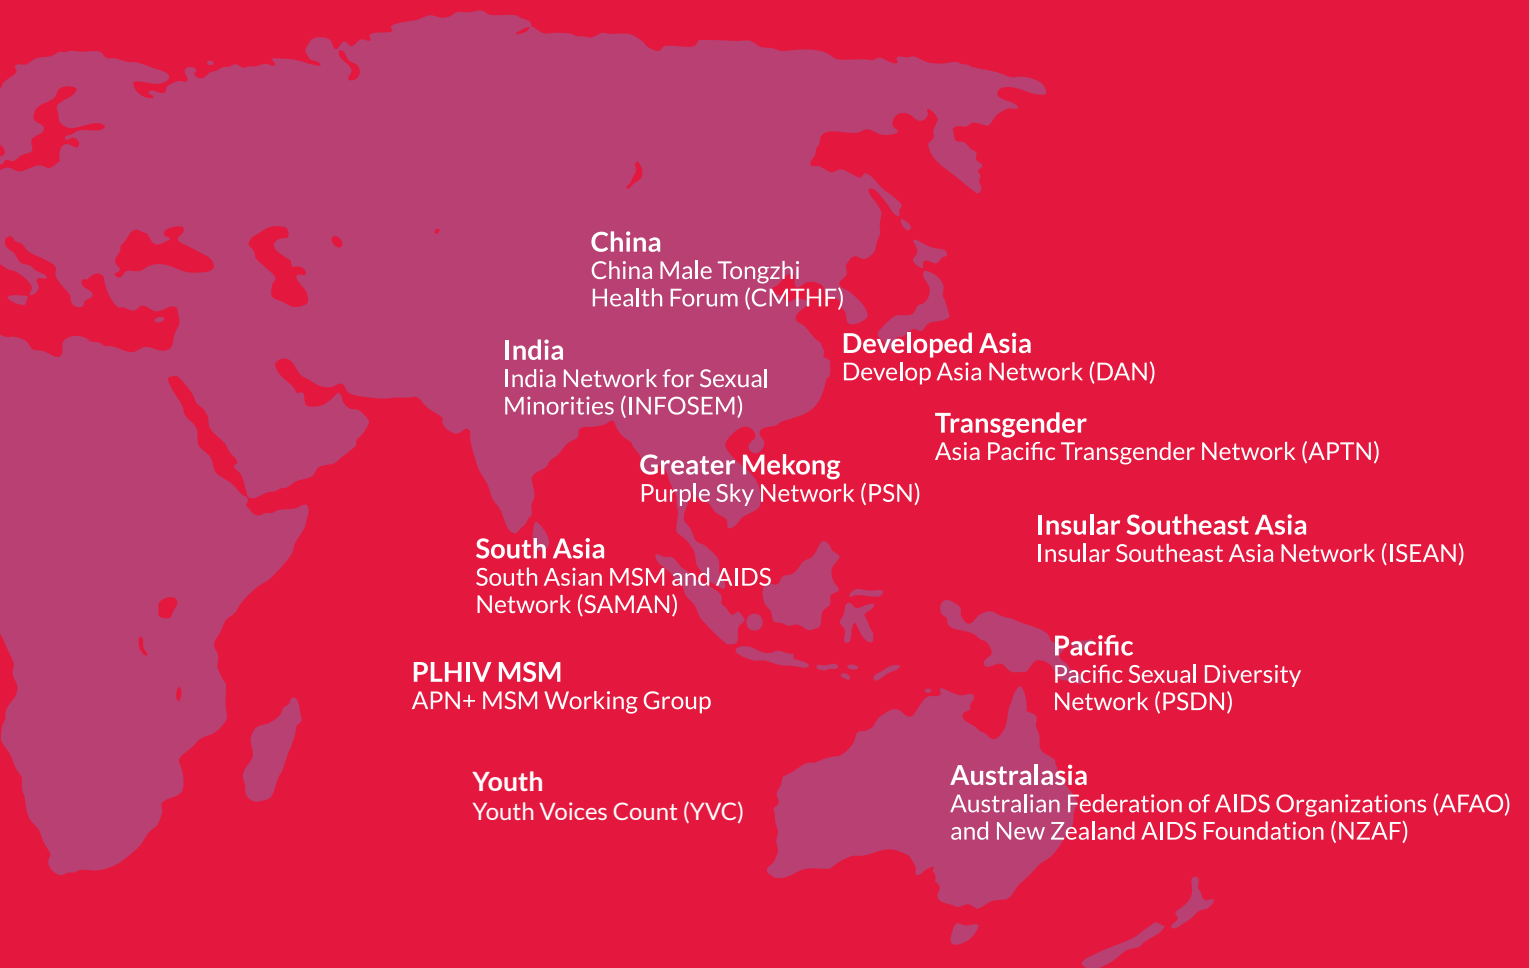 China
China Male Tongzhi
Health Forum (CMTHF)
India
India Network for Sexual
Minorities (INFOSEM)
Developed Asia
Develop Asia Network (DAN)
Transgender
Asia Pacific Transgender Network (APTN)
Greater Mekong
Purple Sky Network (PSN)
Insular Southeast Asia
Insular Southeast Asia Network (ISEAN)
South Asia
South Asian MSM and AIDS
Network (SAMAN)
Pacific
Pacific Sexual Diversity
Network (PSDN)
PLHIV MSM
APN+ MSM Working Group
Youth
Youth Voices Count (YVC)
Australasia
Australian Federation of AIDS Organizations (AFAO)
and New Zealand AIDS Foundation (NZAF)